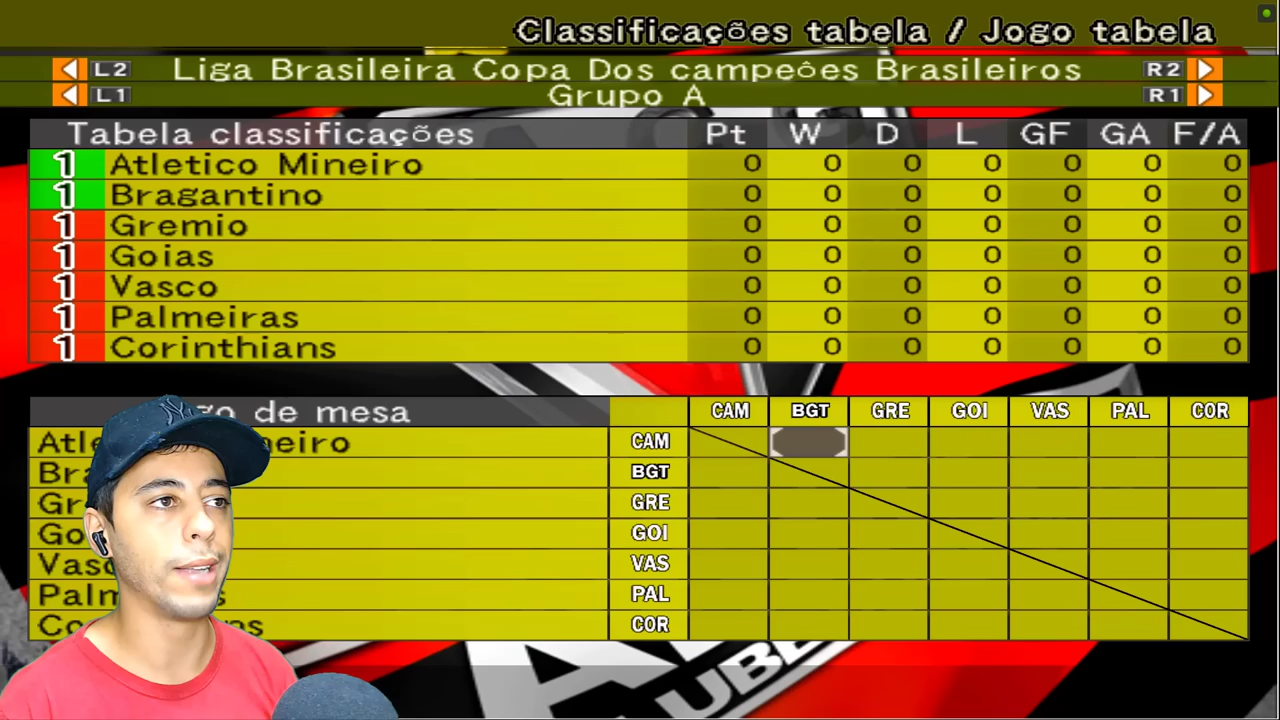 Classificações tabela / Jogo tabela
L2 Liga Brasileira Copa Dos campeões Brasileiros R2
L1 Grupo A R1
Tabela classificações Pt W D L GF GA F/A
1 Atletico Mineiro 0 0 0 0 0 0 0
1 Bragantino 0 0 0 0 0 0 0
1 Gremio 0 0 0 0 0 0 0
1 Goias 0 0 0 0 0 0 0
1 Vasco 0 0 0 0 0 0 0
1 Palmeiras 0 0 0 0 0 0 0
1 Corinthians 0 0 0 0 0 0 0
de mesa CAM BGT GRE GOI VAS PAL COR
CAM
BGT
GRE
GOI
VAS
PAL
COR